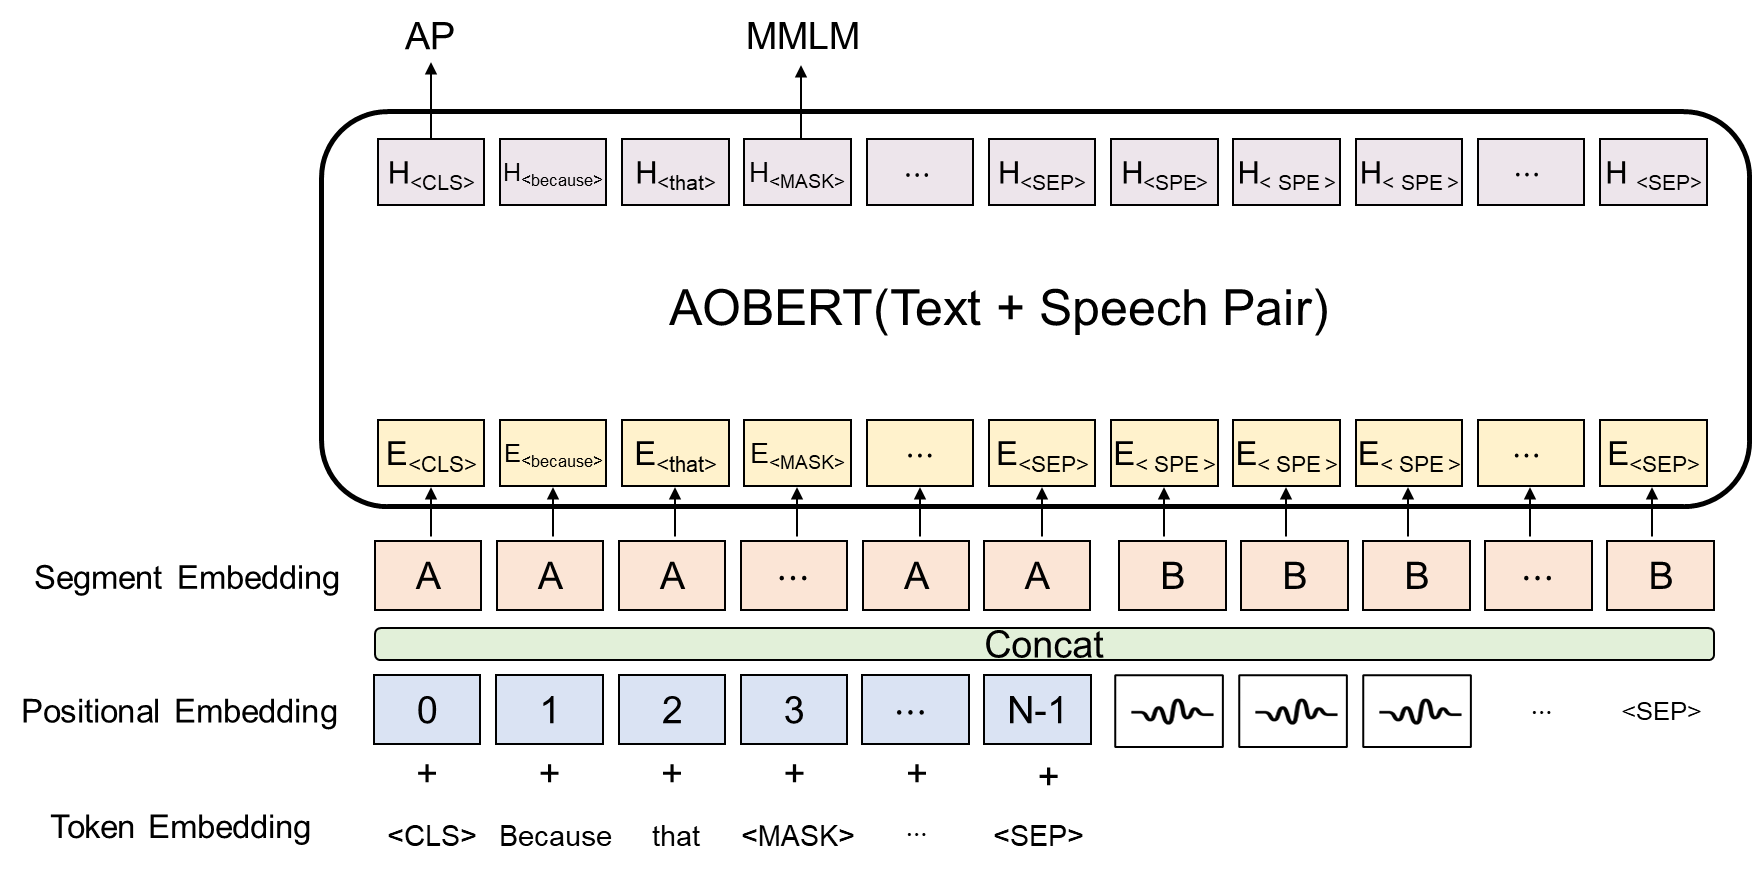 AP MMLM
H<CLS> H<because> H<that> H<MASK> ... H<SEP> H<SPE> H< SPE > H< SPE > ... H <SEP>
AOBERT(Text + Speech Pair)
E<CLS> E<because> E<that> E<MASK> ... E<SEP> E< SPE > E< SPE > E< SPE > ... E<SEP>
Segment Embedding A A A ... A A B B B ... B
Concat
Positional Embedding 0 1 2 3 ... N-1 ... <SEP>
+ + + + + +
Token Embedding <CLS> Because that <MASK> ... <SEP>